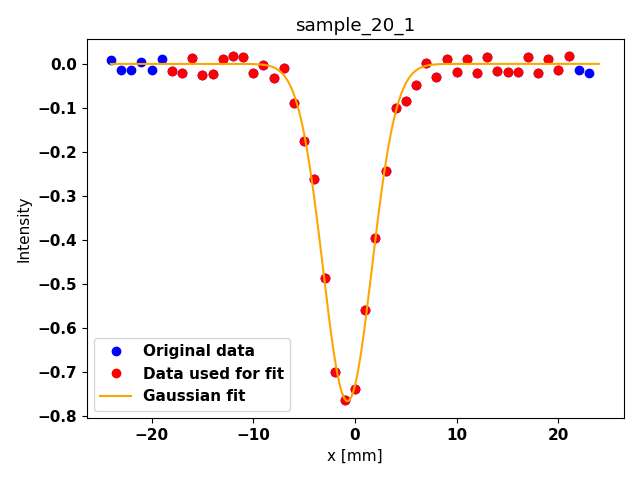 sample_20_1
0.0
−0.1
−0.2
−0.3
−0.4
−0.5
−0.6
−0.7
−0.8
Intensity
Original data
Data used for fit
Gaussian fit
−20
−10
0
10
20
x [mm]